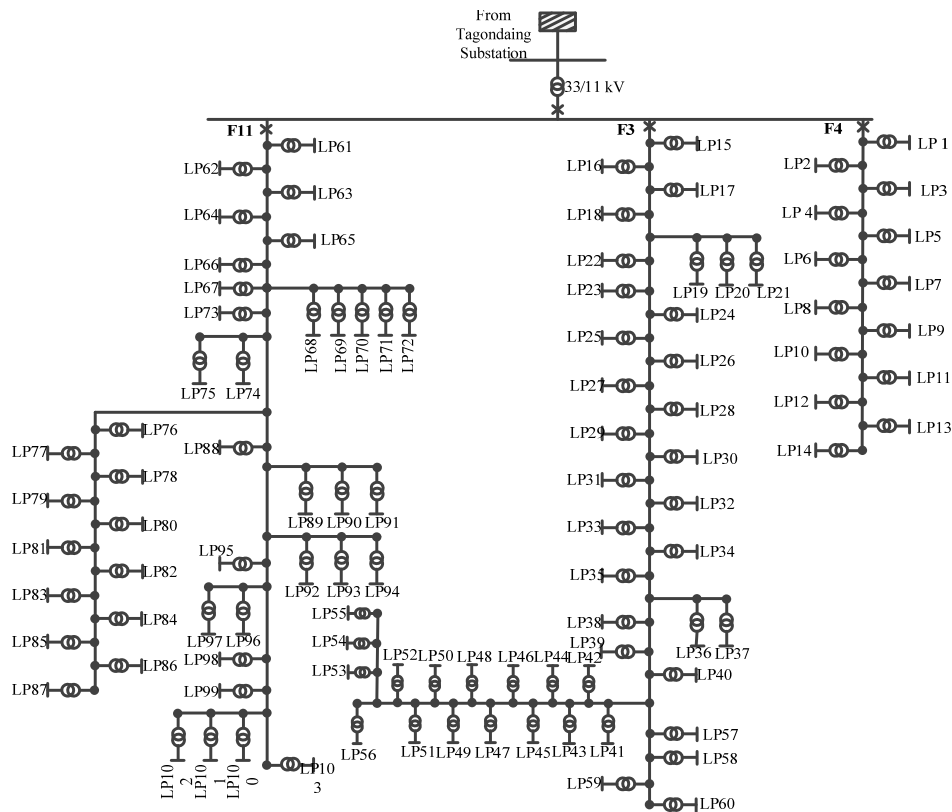 From
Tagondaing
Substation
33/11 kV
F11
F3
F4
LP61
LP62
LP63
LP64
LP65
LP66
LP67
LP73
LP68
LP69
LP70
LP71
LP72
LP75
LP74
LP76
LP77
LP78
LP79
LP80
LP81
LP82
LP83
LP84
LP85
LP86
LP87
LP88
LP89
LP90
LP91
LP95
LP92
LP93
LP94
LP97
LP96
LP98
LP99
LP10
2
LP10
1
LP10
0
LP10
3
LP15
LP16
LP17
LP18
LP19
LP20
LP21
LP22
LP23
LP24
LP25
LP26
LP27
LP28
LP29
LP30
LP31
LP32
LP33
LP34
LP35
LP36
LP37
LP38
LP39
LP40
LP55
LP54
LP53
LP52
LP50
LP48
LP46
LP44
LP42
LP56
LP51
LP49
LP47
LP45
LP43
LP41
LP57
LP58
LP59
LP60
LP 1
LP2
LP3
LP 4
LP5
LP6
LP7
LP8
LP9
LP10
LP11
LP12
LP13
LP14